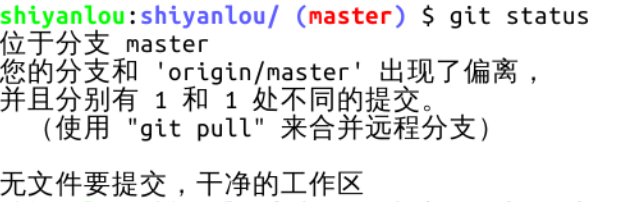 shiyanlou:shiyanlou/ (master) $ git status
位于分支 master
您的分支和 'origin/master' 出现了偏离，
并且分别有 1 和 1 处不同的提交。
（使用 "git pull" 来合并远程分支）
无文件要提交，干净的工作区